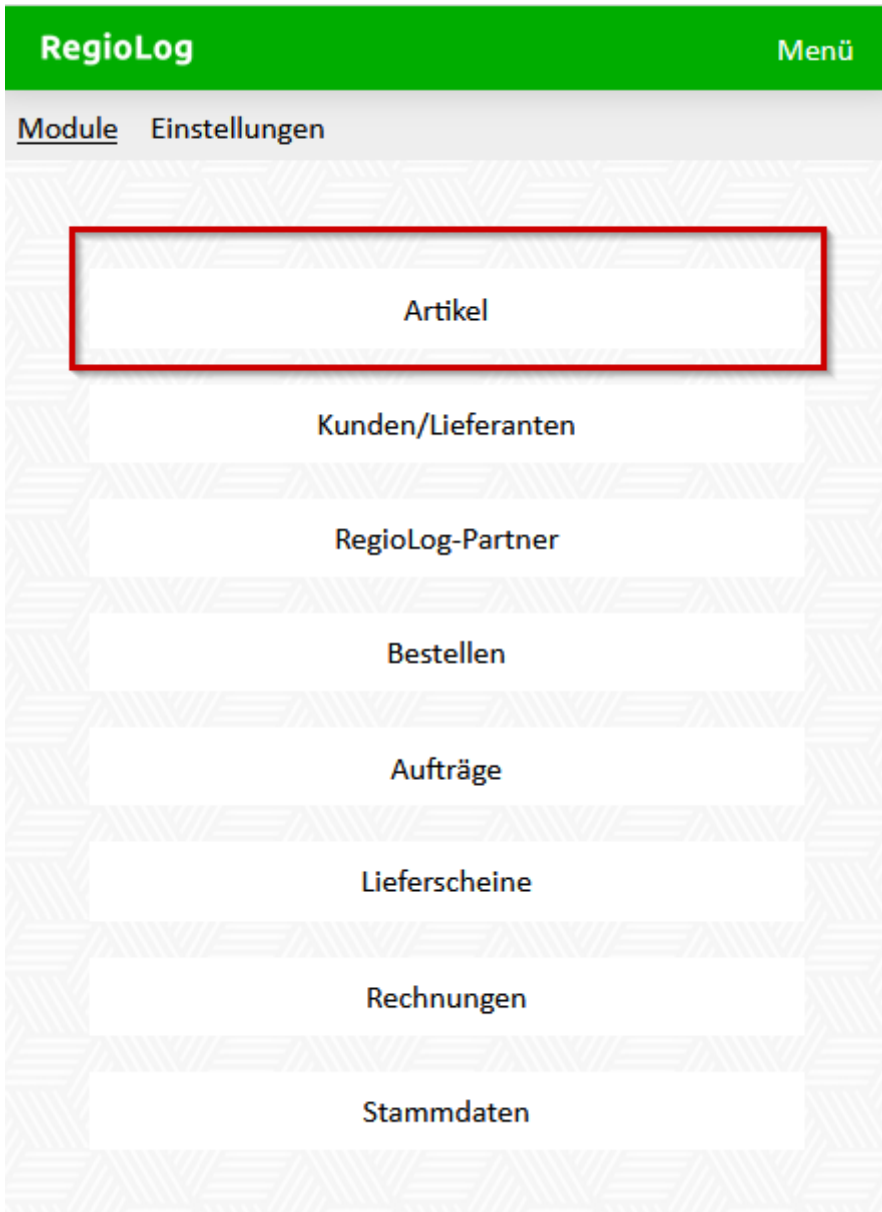 RegioLog
Menü
Module Einstellungen
Artikel
Kunden/Lieferanten
RegioLog-Partner
Bestellen
Aufträge
Lieferscheine
Rechnungen
Stammdaten